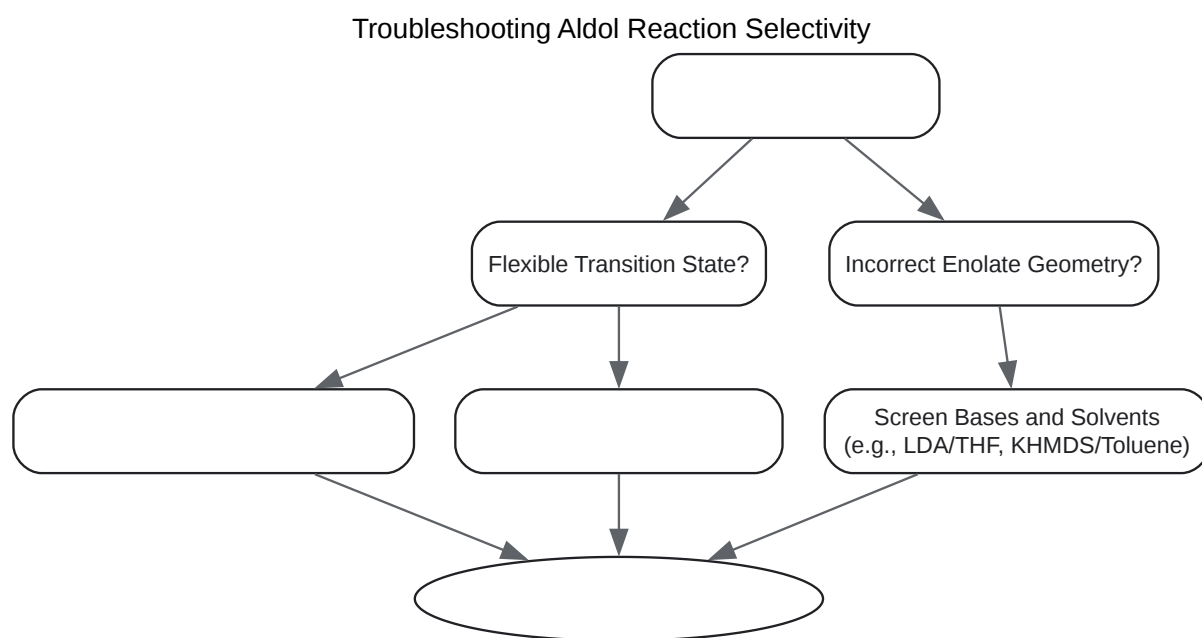 Troubleshooting Aldol Reaction Selectivity
Flexible Transition State?
Incorrect Enolate Geometry?
Screen Bases and Solvents
(e.g., LDA/THF, KHMDS/Toluene)